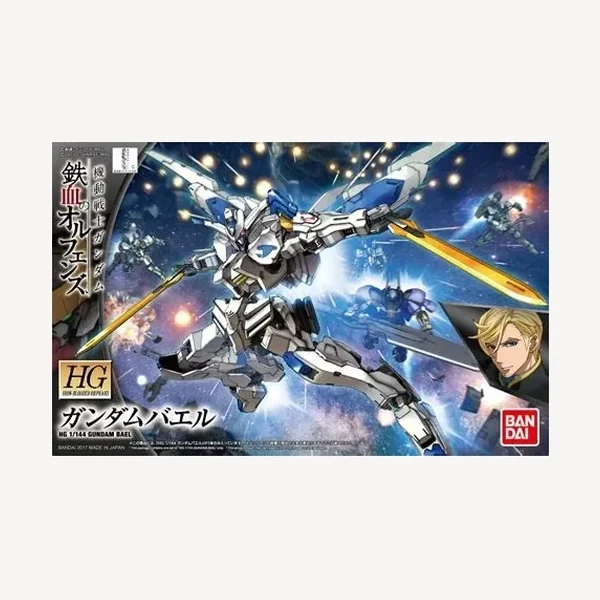 機動戦士ガンダム
鉄血のオルフェンズ
HG
IRON-BLOODED ORPHANS
ガンダムバエル
HG 1/144 GUNDAM BAEL
BANDAI 2017 MADE IN JAPAN
BAN
DAI